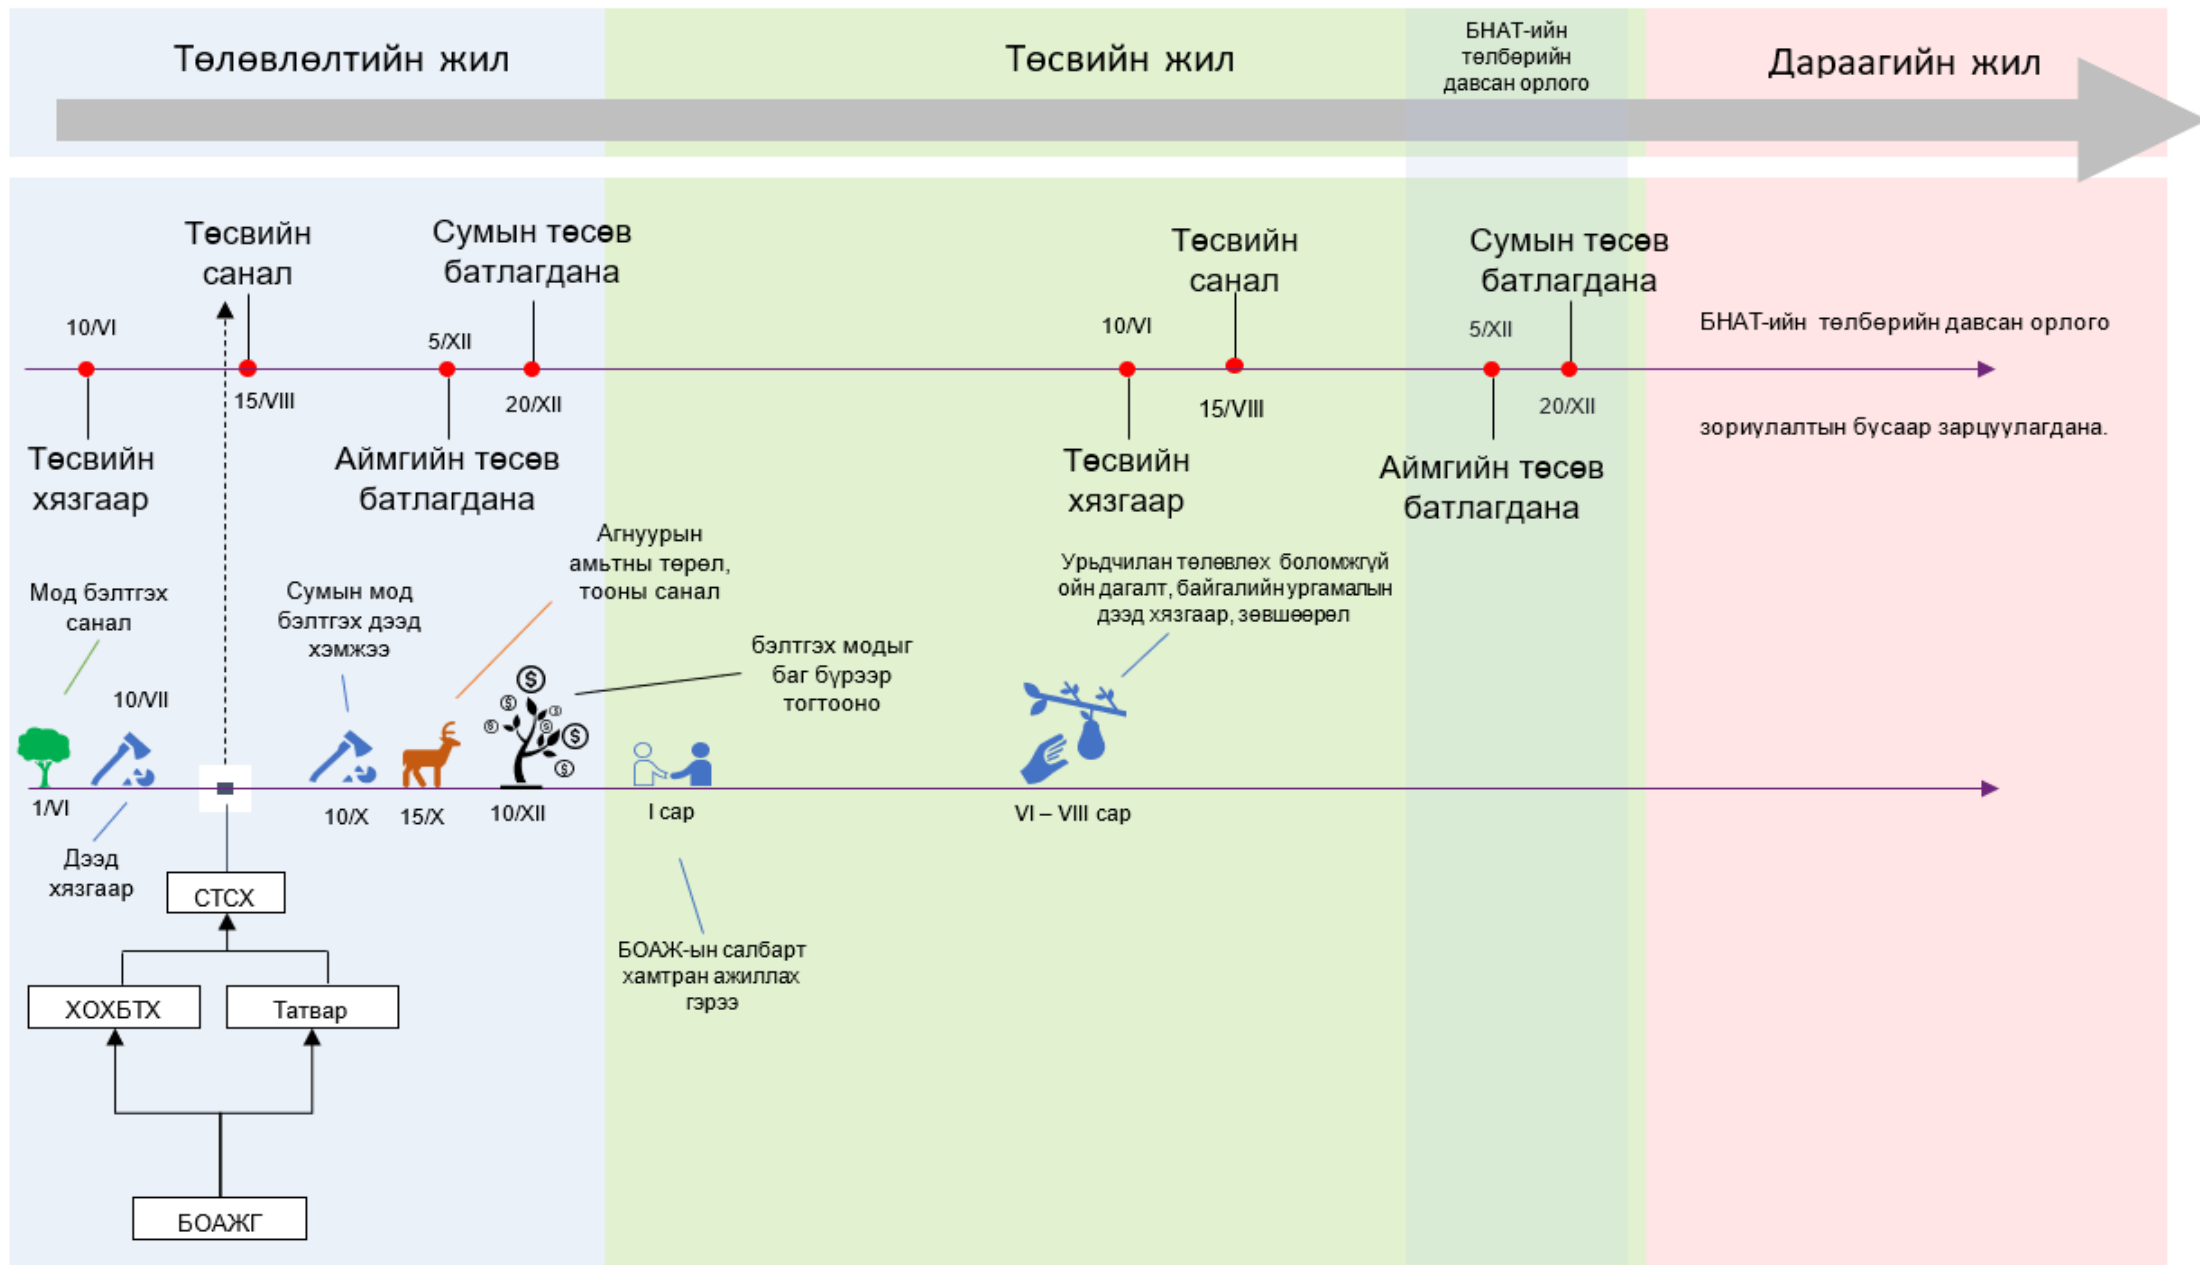 Төлөвлөлтийн жил
Төсвийн жил
БНАТ-ийн
төлбөрийн
давсан орлого
Дараагийн жил
Төсвийн
санал
Сумын төсөв
батлагдана
10/VI
15/VIII
5/XII
20/XII
Төсвийн
хязгаар
Аймгийн төсөв
батлагдана
Төсвийн
санал
Сумын төсөв
батлагдана
10/VI
15/VIII
5/XII
20/XII
Төсвийн
хязгаар
Аймгийн төсөв
батлагдана
БНАТ-ийн төлбөрийн давсан орлого
зориулалтын бусаар зарцуулагдана.
Мод бэлтгэх
санал
10/VII
Сумын мод
бэлтгэх дээд
хэмжээ
Агнуурын
амьтны төрөл,
тооны санал
бэлтгэх модыг
баг бүрээр
тогтооно
Урьдчилан төлөвлөх боломжгүй
ойн дагалт, байгалийн ургамалын
дээд хязгаар, зөвшөөрөл
1/VI
10/X
15/X
10/XII
I сар
VI – VIII сар
Дээд
хязгаар
СТСХ
ХОХБТХ
Татвар
БОАЖГ
БОАЖ-ын салбарт
хамтран ажиллах
гэрээ